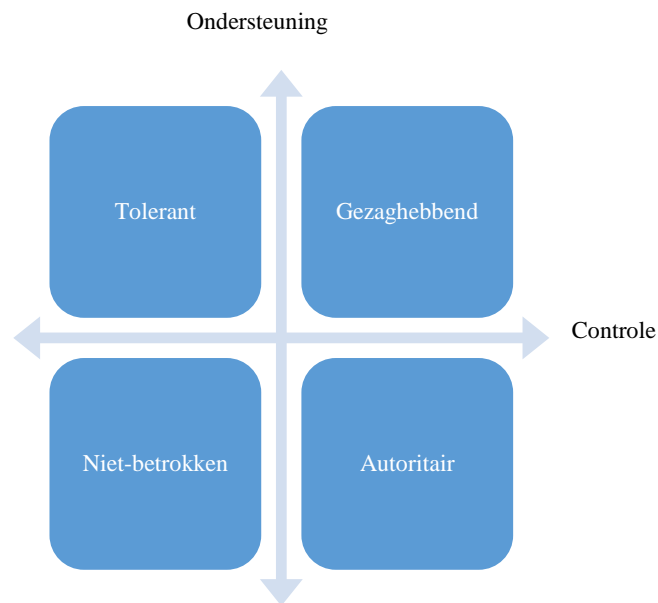 Ondersteuning
Tolerant
Gezaghebbend
Controle
Niet-betrokken
Autoritair